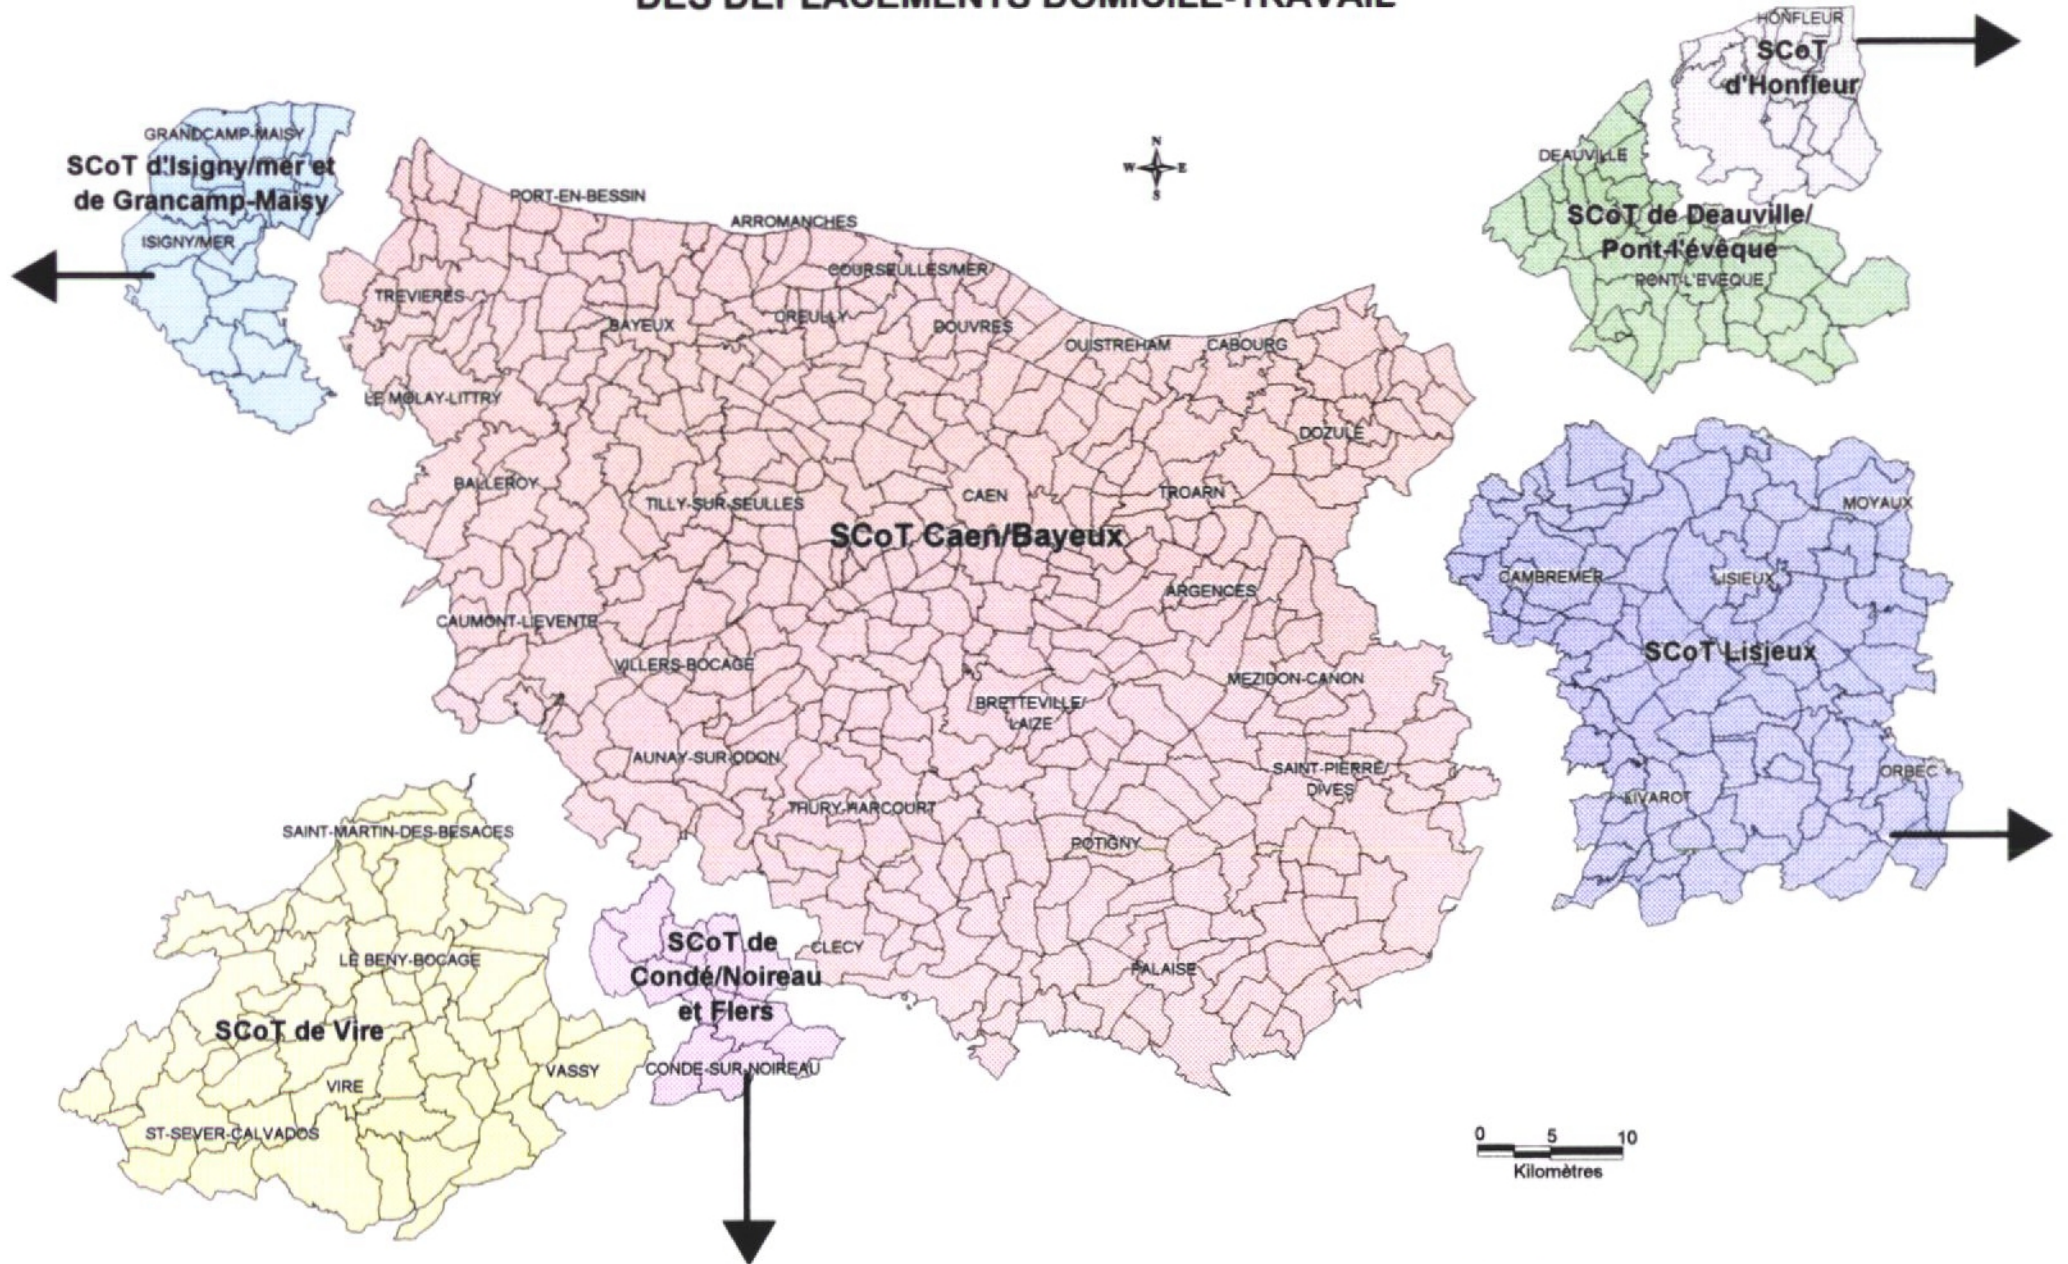 DES DEPLACEMENTS DOMICILE-TRAVAIL
HONFLEUR
SCoT
d'Honfleur
GRANDCAMP-MAISY
SCoT d'Isigny/mer et
de Grancamp-Maisy
ISIGNY/MER
N
W E
S
DEAUVILLE
SCoT de Deauville/
Pont-l'évêque
PONT-L'EVEQUE
PORT-EN-BESSIN
ARROMANCHES
COURSEULLES/MER
TREVIERES
BAYEUX
CREULLY
DOUVRES
OUISTREHAM
CABOURG
LE MOLAY-LITTRY
DOZULE
BALLEROY
TILLY-SUR-SEULLES
CAEN
TROARN
SCoT Caen/Bayeux
ARGENCES
CAUMONT-L'EVENTE
VILLERS-BOCAGE
MEZIDON-CANON
BRETTEVILLE/
LAIZE
AUNAY-SUR-ODON
SAINT-PIERRE/
DIVES
THURY-HARCOURT
POTIGNY
CLECY
FALAISE
MOYAUX
CAMBREMER
LISIEUX
SCoT Lisieux
ORBEC
LIVAROT
SAINT-MARTIN-DES-BESACES
LE BENY-BOCAGE
SCoT de Vire
VIRE
VASSY
ST-SEVER-CALVADOS
SCoT de
Condé/Noireau
et Flers
CONDE-SUR-NOIREAU
0 5 10
Kilomètres